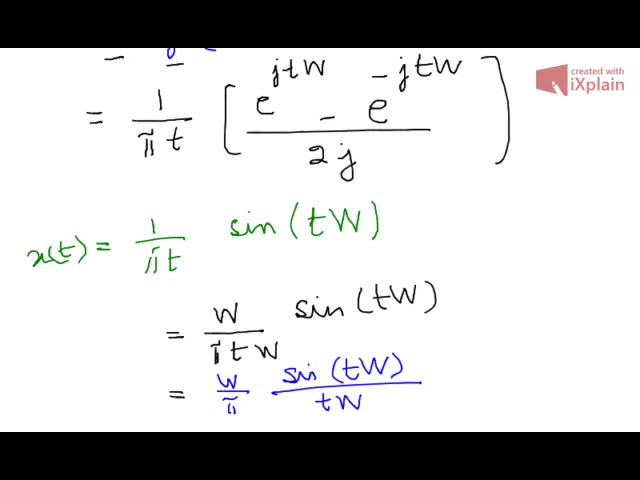 created with
iXplain
= 1/πt [ (e^{jtW} - e^{-jtW}) / 2j ]
x(t) = 1/πt sin(tW)
= W/πtW sin(tW)
= W/π sin(tW)/tW